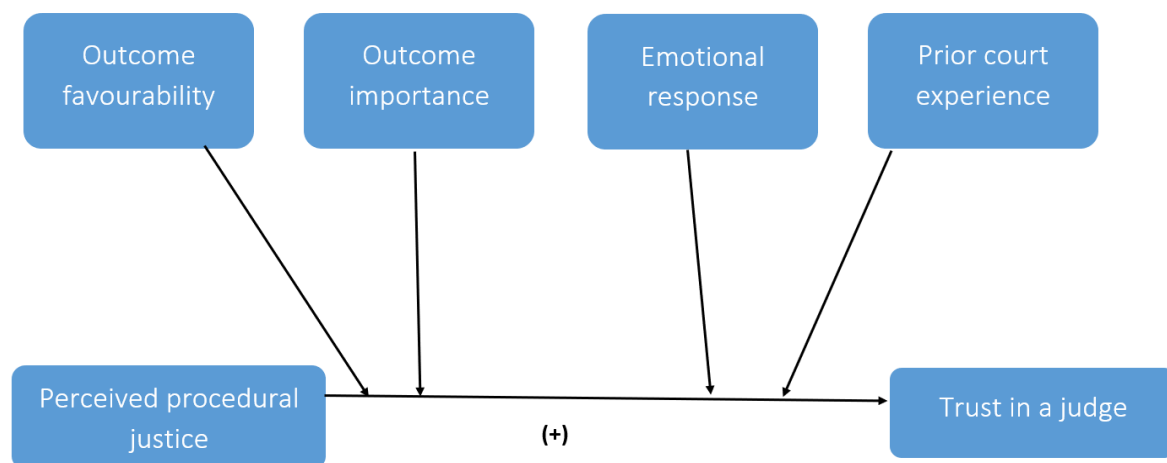 Outcome
favourability
Outcome
importance
Emotional
response
Prior court
experience
Perceived procedural
justice
(+)
Trust in a judge